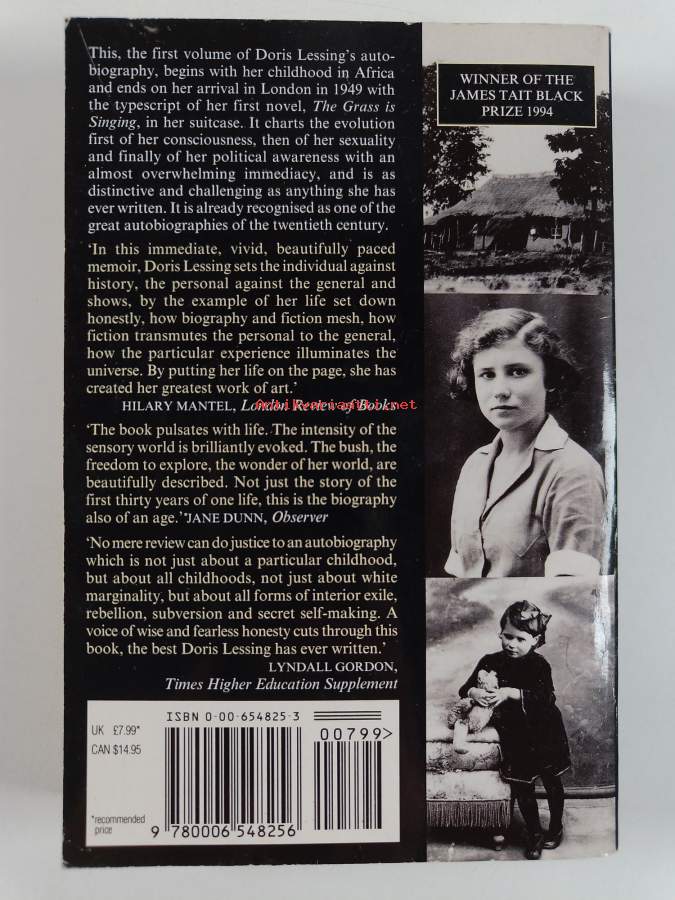 This, the first volume of Doris Lessing's auto-
biography, begins with her childhood in Africa
and ends on her arrival in London in 1949 with
the typescript of her first novel, The Grass is
Singing, in her suitcase. It charts the evolution
first of her consciousness, then of her sexuality
and finally of her political awareness with an
almost overwhelming immediacy, and is as
distinctive and challenging as anything she has
ever written. It is already recognised as one of the
great autobiographies of the twentieth century.
'In this immediate, vivid, beautifully paced
memoir, Doris Lessing sets the individual against
history, the personal against the general and
shows, by the example of her life set down
honestly, how biography and fiction mesh, how
fiction transmutes the personal to the general,
how the particular experience illuminates the
universe. By putting her life on the page, she has
created her greatest work of art.'
HILARY MANTEL, London Review of Books
'The book pulsates with life. The intensity of the
sensory world is brilliantly evoked. The bush, the
freedom to explore, the wonder of her world, are
beautifully described. Not just the story of the
first thirty years of one life, this is the biography
also of an age.' JANE DUNN, Observer
'No mere review can do justice to an autobiography
which is not just about a particular childhood,
but about all childhoods, not just about white
marginality, but about all forms of interior exile,
rebellion, subversion and secret self-making. A
voice of wise and fearless honesty cuts through this
book, the best Doris Lessing has ever written.'
LYNDALL GORDON,
Times Higher Education Supplement
UK £7.99*
CAN $14.95
*recommended
price
ISBN 0-00-654825-3
00799>
9 780006 548256
WINNER OF THE
JAMES TAIT BLACK
PRIZE 1994